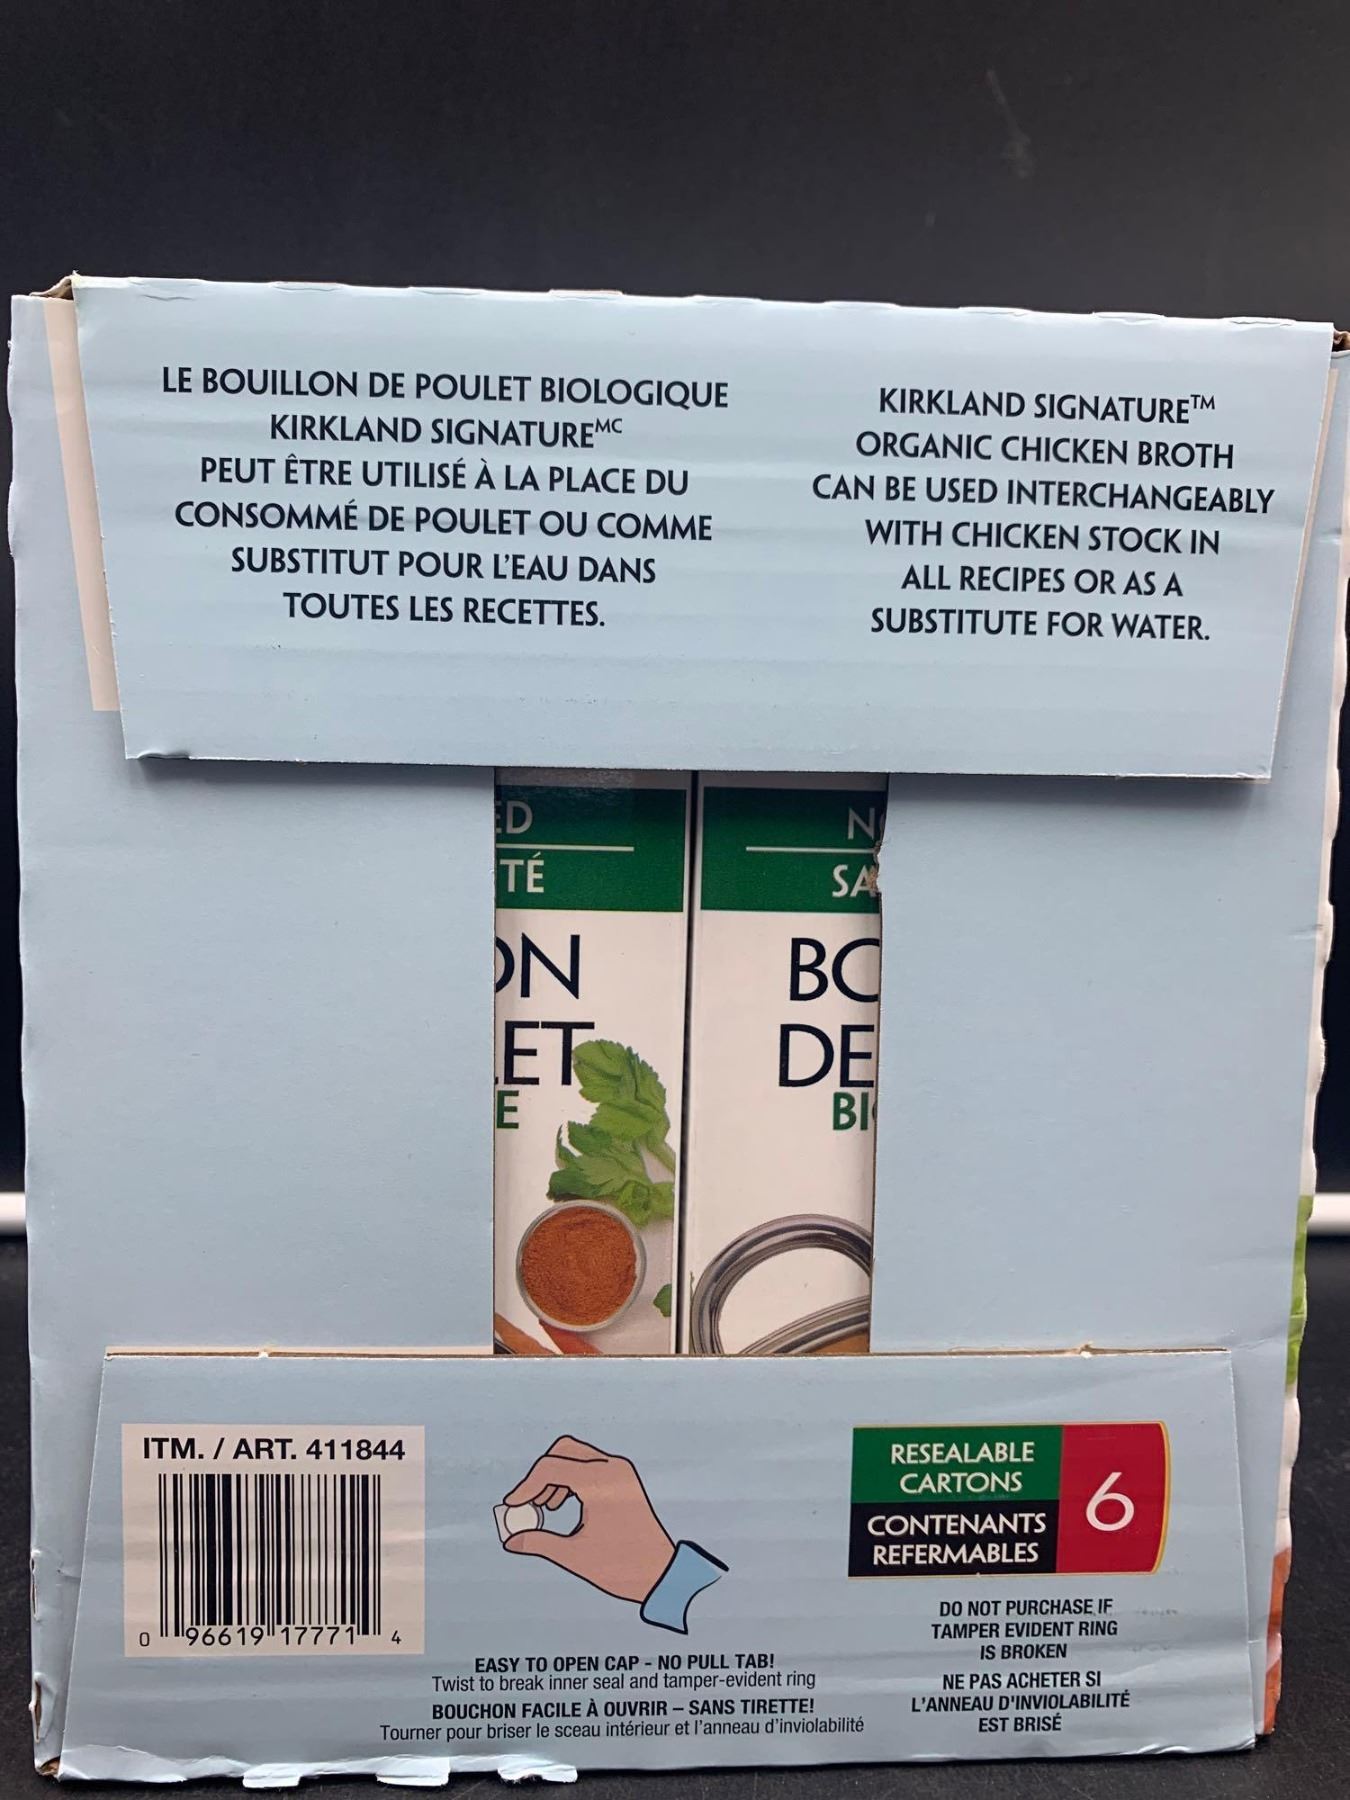 LE BOUILLON DE POULET BIOLOGIQUE
KIRKLAND SIGNATUREMC
PEUT ÊTRE UTILISÉ À LA PLACE DU
CONSOMMÉ DE POULET OU COMME
SUBSTITUT POUR L'EAU DANS
TOUTES LES RECETTES.
KIRKLAND SIGNATURE™
ORGANIC CHICKEN BROTH
CAN BE USED INTERCHANGEABLY
WITH CHICKEN STOCK IN
ALL RECIPES OR AS A
SUBSTITUTE FOR WATER.
ED
TÉ
ON
ET
E
NO
SA
BO
DE
BI
ITM. / ART. 411844
0 96619 17771 4
EASY TO OPEN CAP - NO PULL TAB!
Twist to break inner seal and tamper-evident ring
BOUCHON FACILE À OUVRIR – SANS TIRETTE!
Tourner pour briser le sceau intérieur et l'anneau d'inviolabilité
RESEALABLE
CARTONS
CONTENANTS
REFERMABLES
6
DO NOT PURCHASE IF
TAMPER EVIDENT RING
IS BROKEN
NE PAS ACHETER SI
L'ANNEAU D'INVIOLABILITÉ
EST BRISÉ